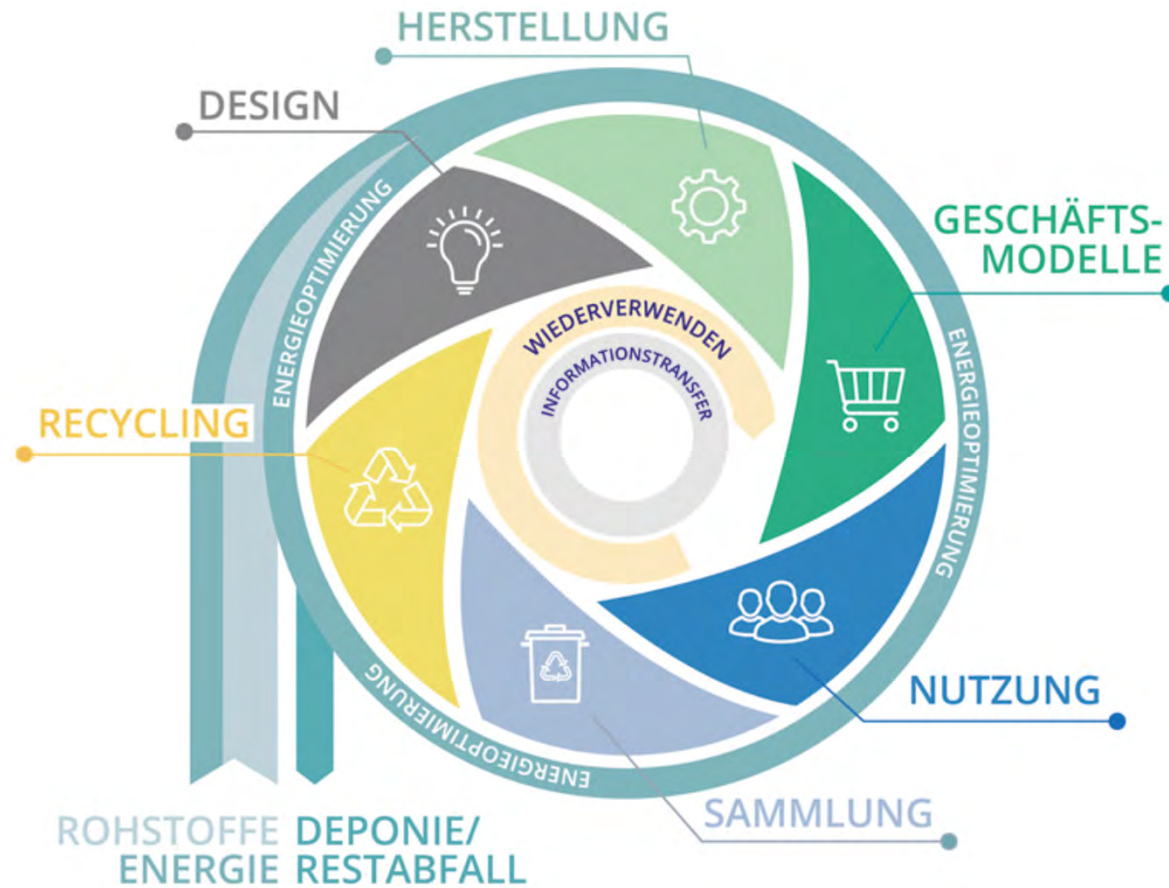 HERSTELLUNG
DESIGN
ENERGIEOPTIMIERUNG
GESCHÄFTS-
MODELLE
WIEDERVERWENDEN
INFORMATIONSTRANSFER
ENERGIEOPTIMIERUNG
RECYCLING
NUTZUNG
ENERGIEOPTIMIERUNG
SAMMLUNG
ROHSTOFFE
ENERGIE
DEPONIE/
RESTABFALL